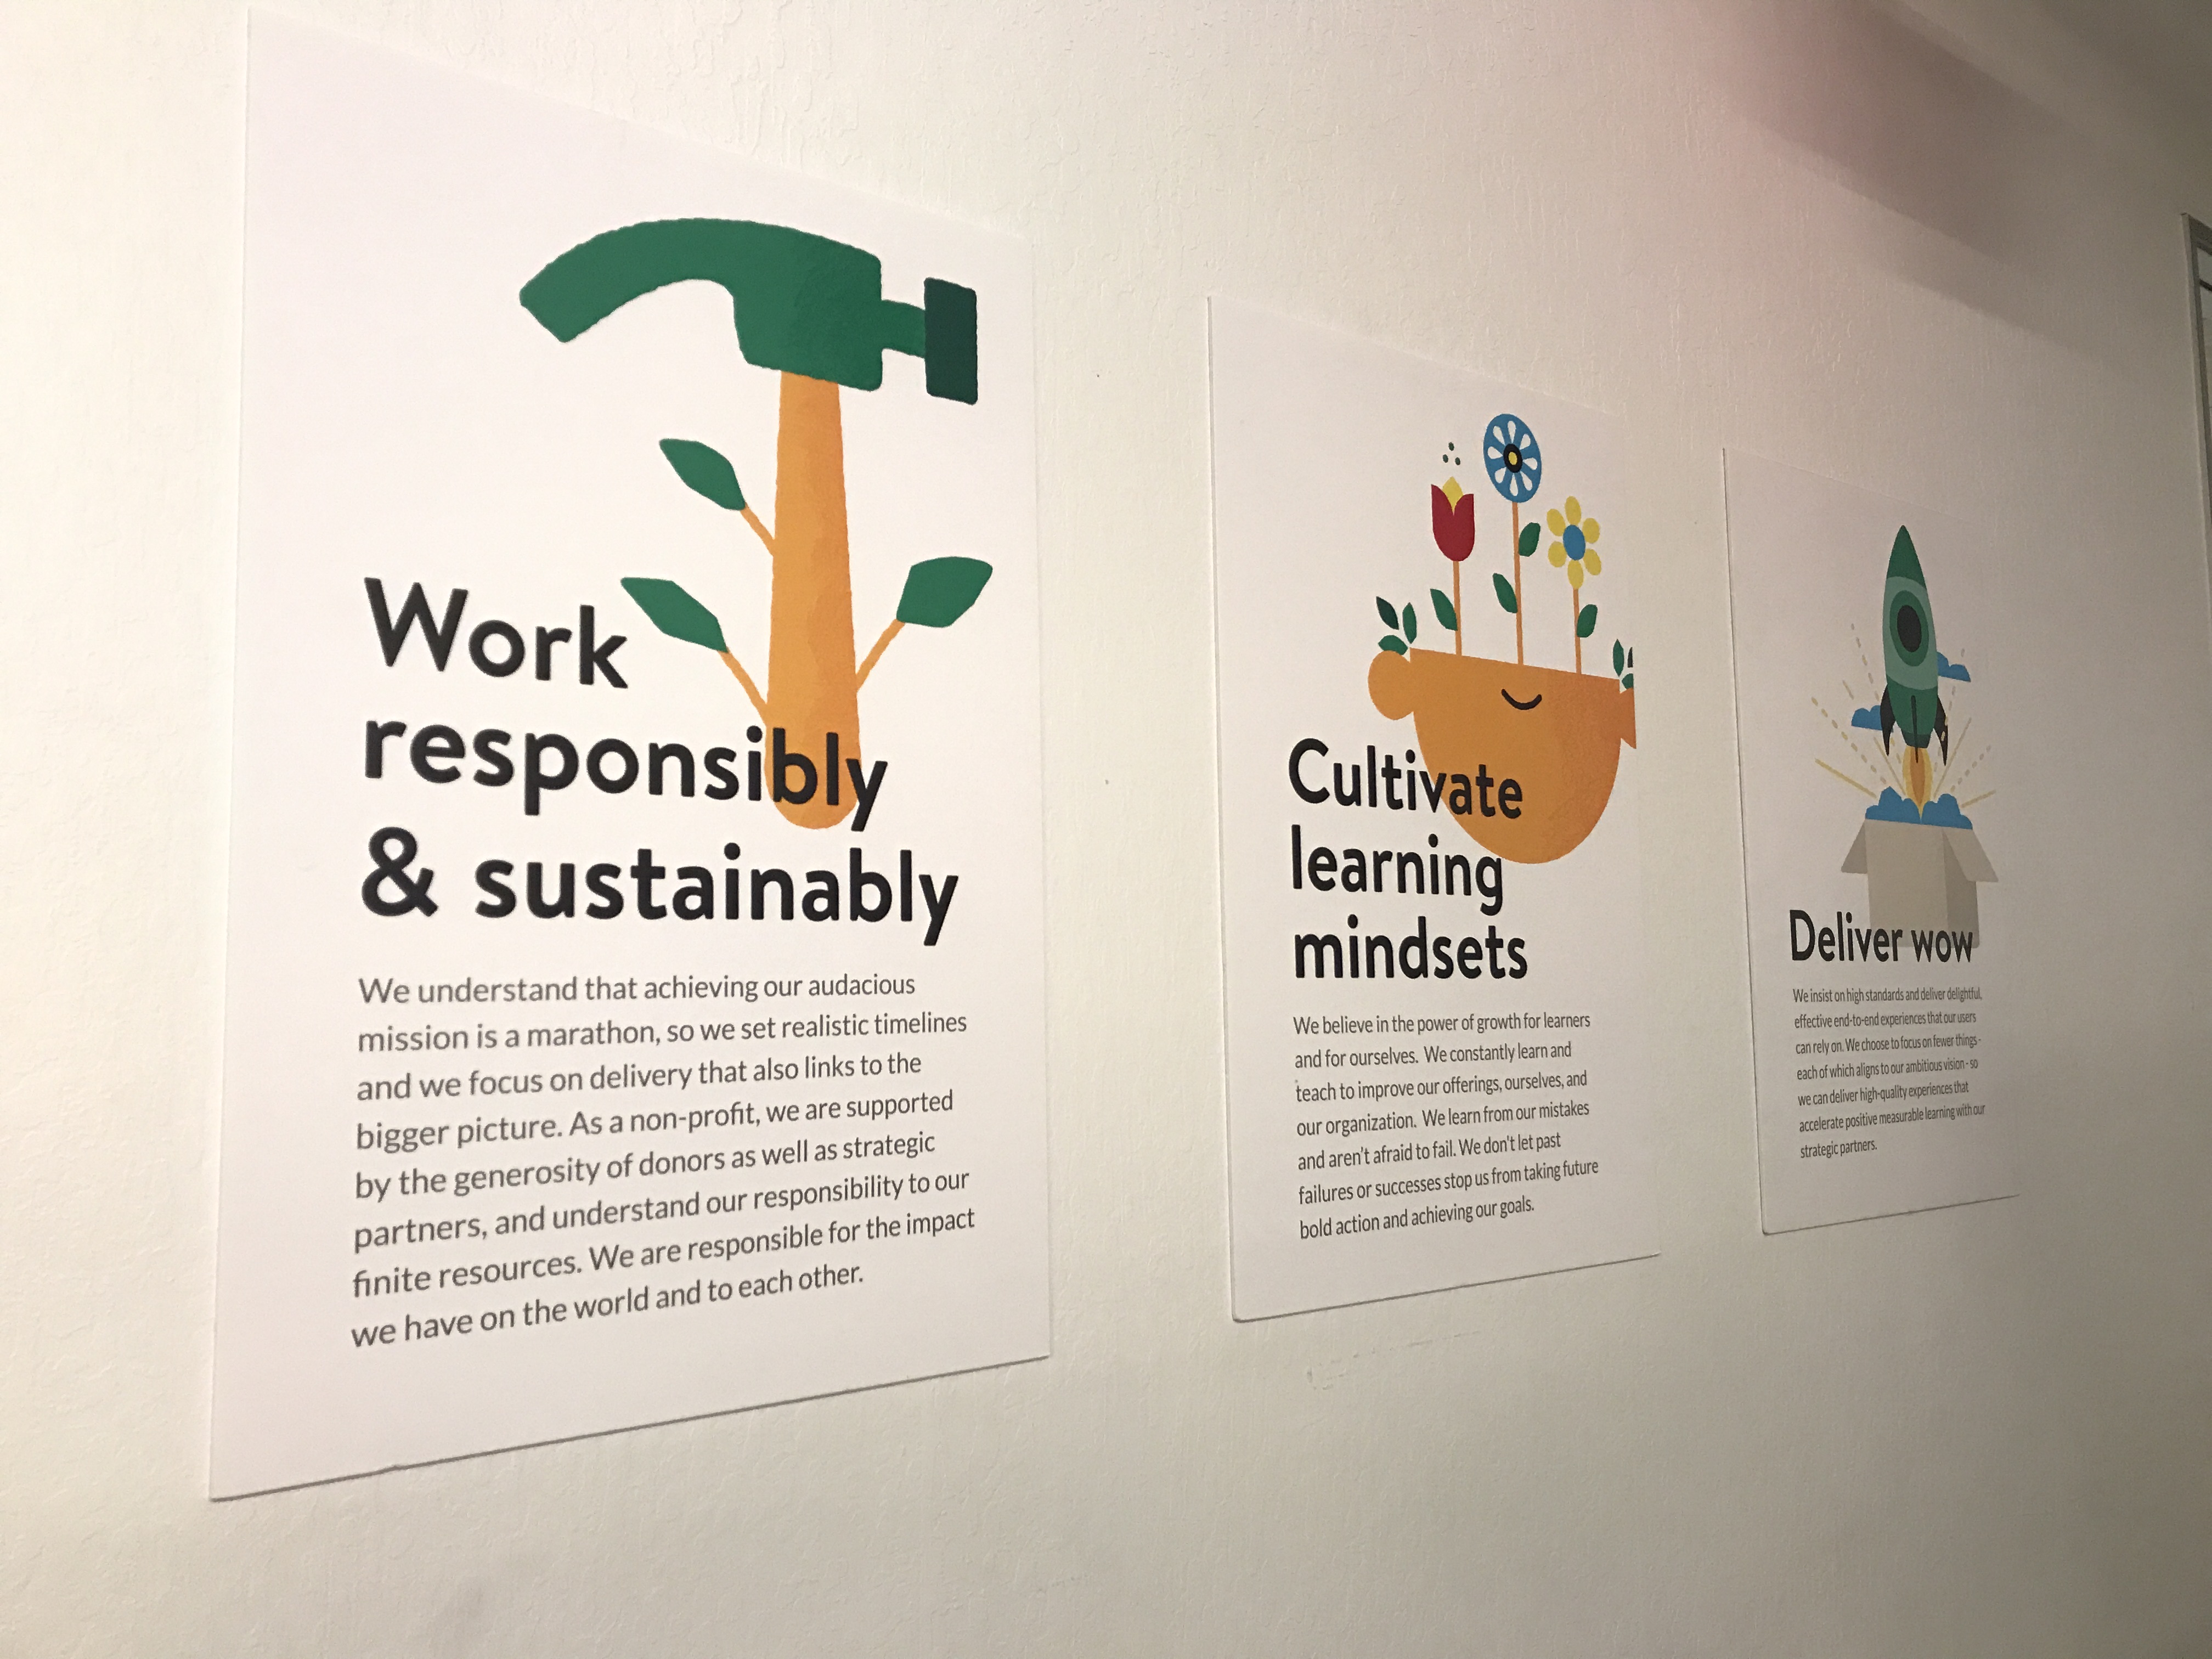 Work
responsibly
& sustainably
We understand that achieving our audacious
mission is a marathon, so we set realistic timelines
and we focus on delivery that also links to the
bigger picture. As a non-profit, we are supported
by the generosity of donors as well as strategic
partners, and understand our responsibility to our
finite resources. We are responsible for the impact
we have on the world and to each other.
Cultivate
learning
mindsets
We believe in the power of growth for learners
and for ourselves. We constantly learn and
teach to improve our offerings, ourselves, and
our organization. We learn from our mistakes
and aren't afraid to fail. We don't let past
failures or successes stop us from taking future
bold action and achieving our goals.
Deliver wow
We insist on high standards and deliver delightful,
effective end-to-end experiences that our users
can rely on. We choose to focus on fewer things -
each of which aligns to our ambitious vision - so
we can deliver high-quality experiences that
accelerate positive measurable learning with our
strategic partners.